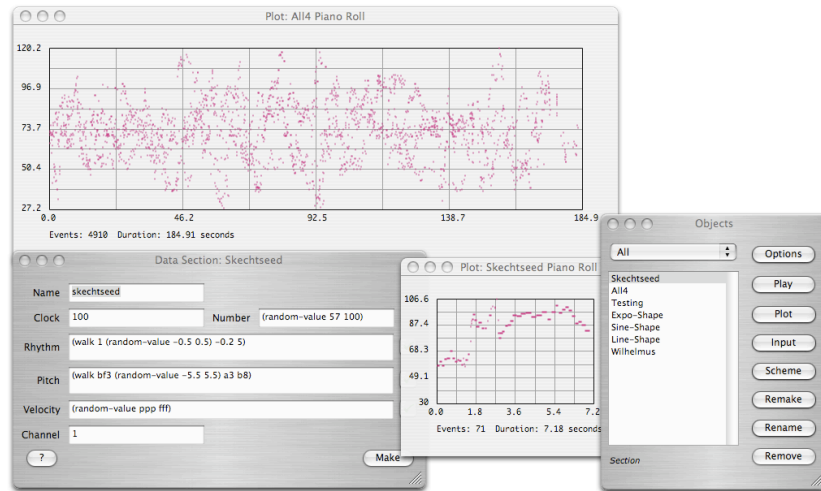 Plot: All4 Piano Roll
120.2
96.9
73.7
50.4
27.2
0.0 46.2 92.5 138.7 184.9
Events: 4910 Duration: 184.91 seconds
Data Section: Skechtseed
Name skechtseed
Clock 100 Number (random-value 57 100)
Rhythm (walk 1 (random-value -0.5 0.5) -0.2 5)
Pitch (walk bf3 (random-value -5.5 5.5) a3 b8)
Velocity (random-value ppp fff)
Channel 1
? Make
Plot: Skechtseed Piano Roll
106.6
87.4
68.3
49.1
30
0.0 1.8 3.6 5.4 7.2
Events: 71 Duration: 7.18 seconds
Objects
All
Skechtseed
All4
Testing
Expo-Shape
Sine-Shape
Line-Shape
Wilhelmus
Options
Play
Plot
Input
Scheme
Remake
Rename
Remove
Section